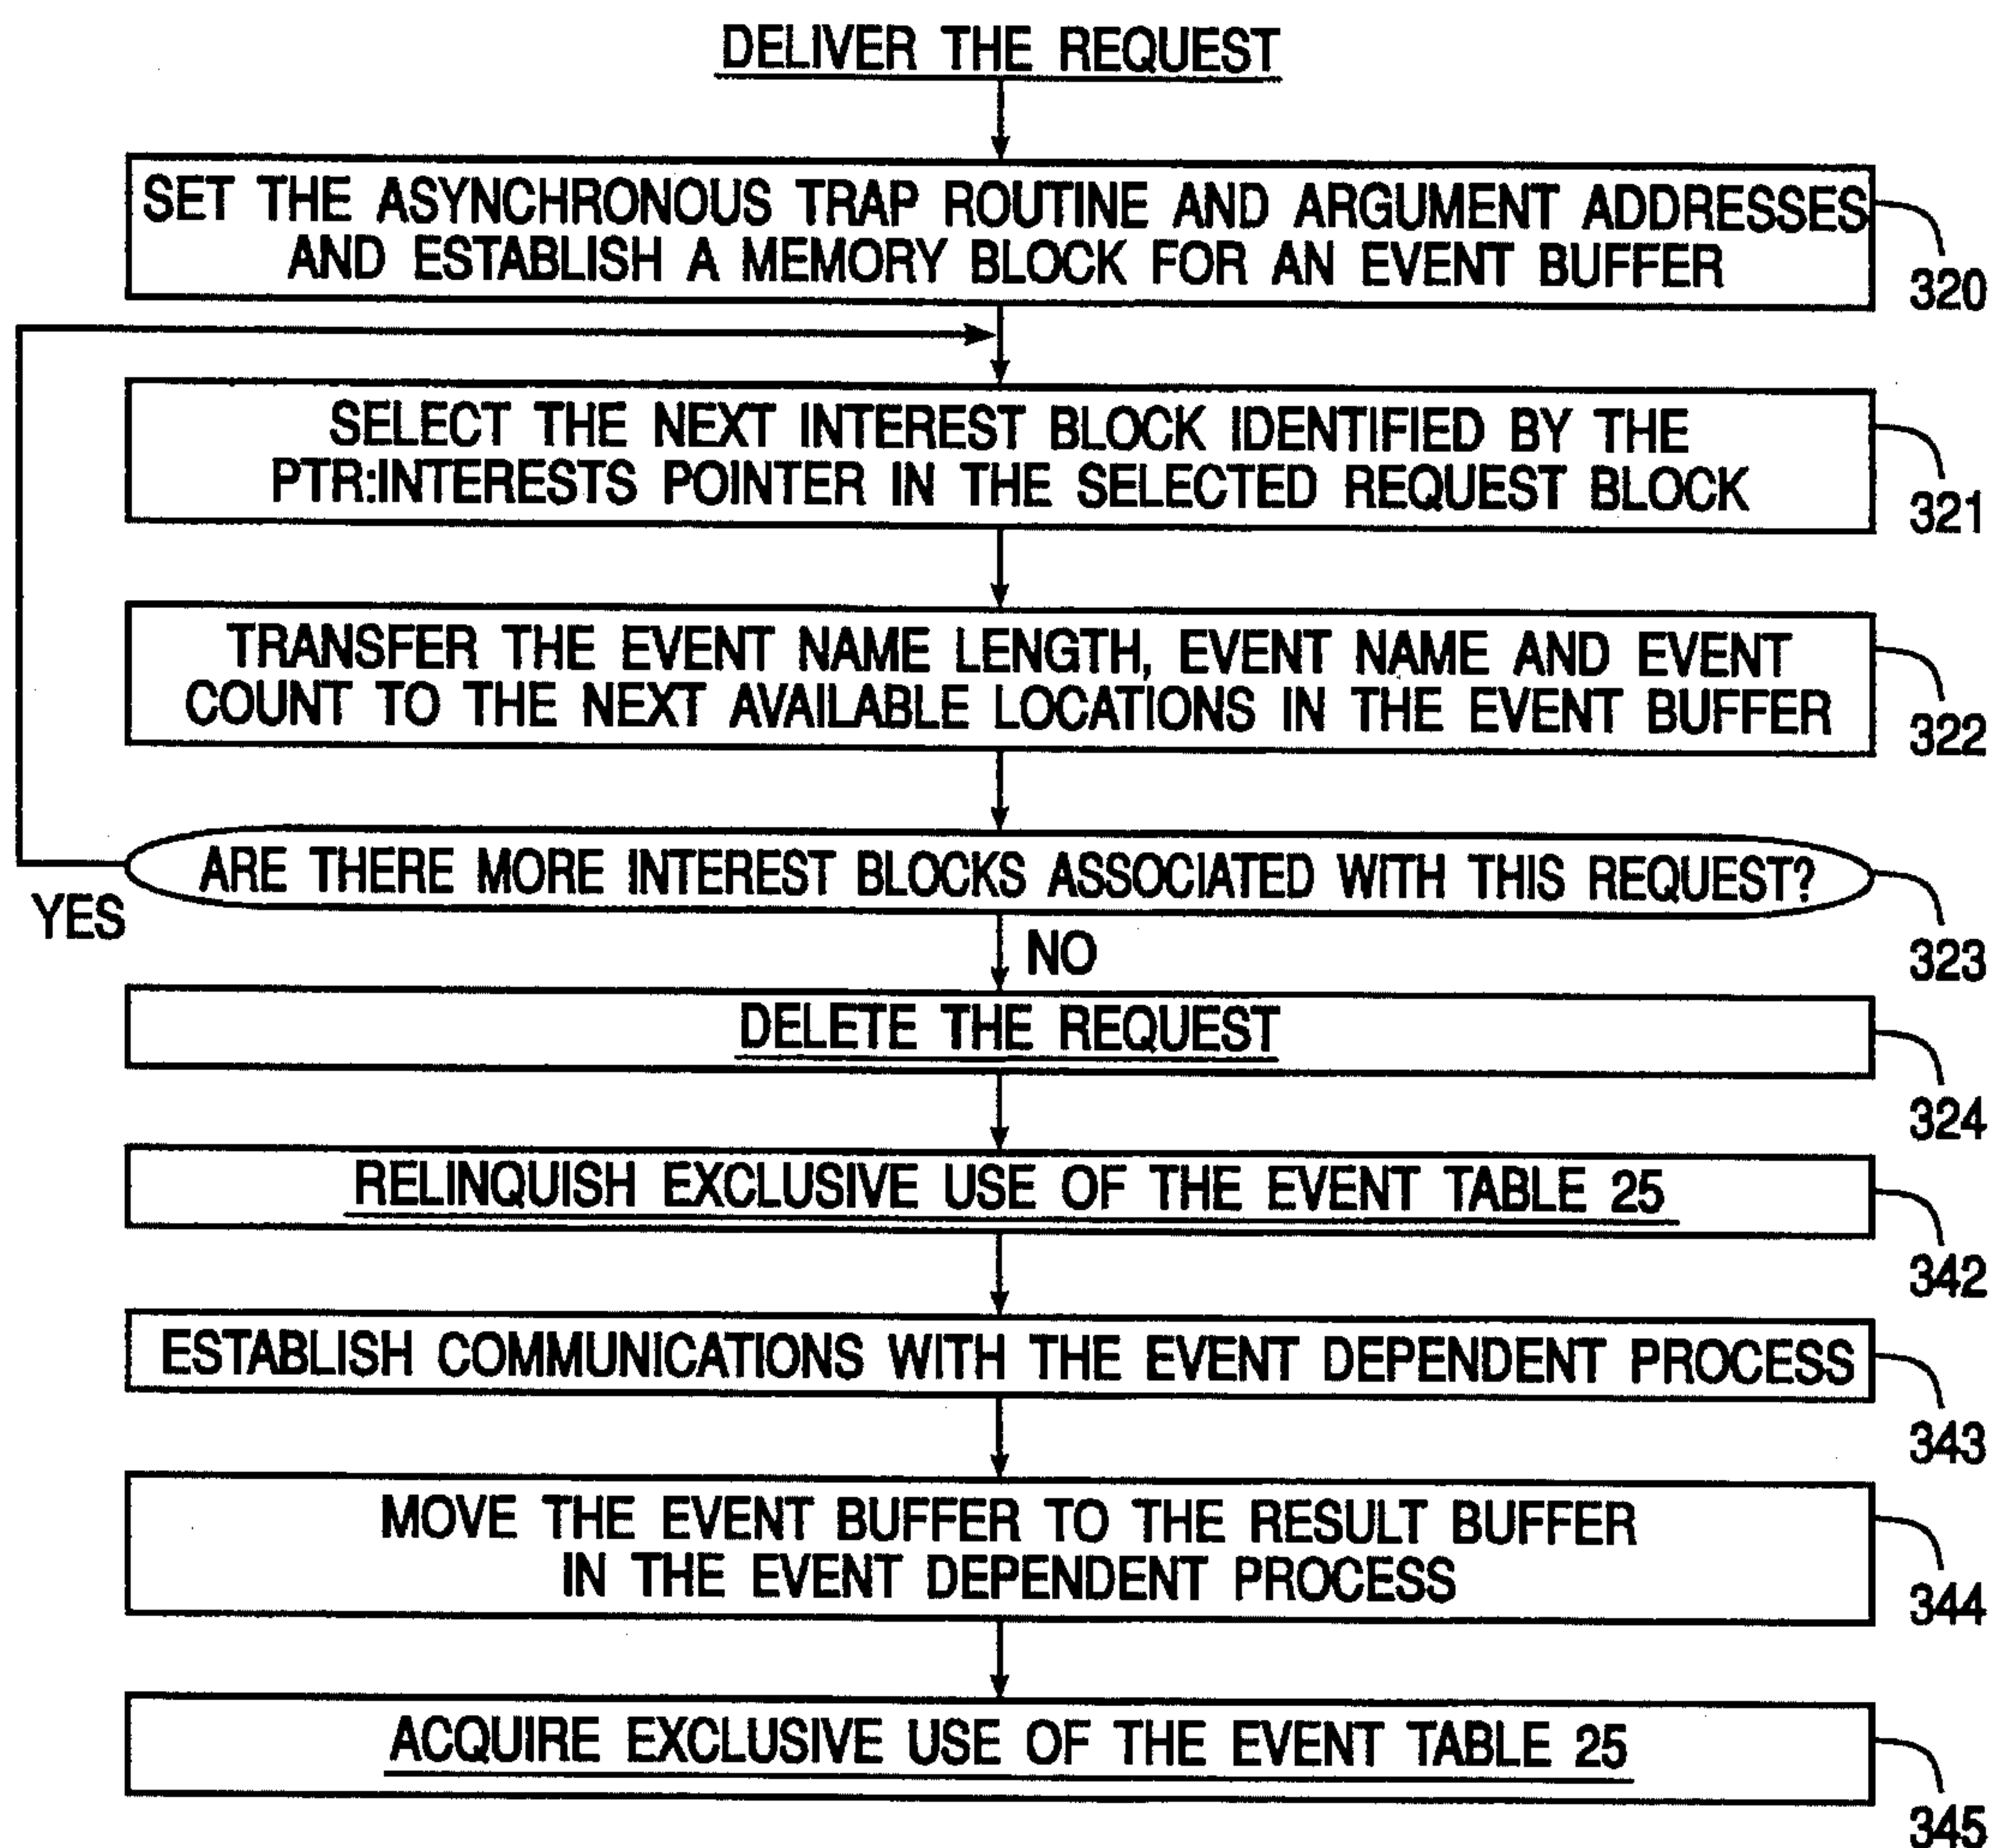 DELIVER THE REQUEST
SET THE ASYNCHRONOUS TRAP ROUTINE AND ARGUMENT ADDRESSES
AND ESTABLISH A MEMORY BLOCK FOR AN EVENT BUFFER
320
SELECT THE NEXT INTEREST BLOCK IDENTIFIED BY THE
PTR:INTERESTS POINTER IN THE SELECTED REQUEST BLOCK
321
TRANSFER THE EVENT NAME LENGTH, EVENT NAME AND EVENT
COUNT TO THE NEXT AVAILABLE LOCATIONS IN THE EVENT BUFFER
322
ARE THERE MORE INTEREST BLOCKS ASSOCIATED WITH THIS REQUEST?
YES
323
NO
DELETE THE REQUEST
324
RELINQUISH EXCLUSIVE USE OF THE EVENT TABLE 25
342
ESTABLISH COMMUNICATIONS WITH THE EVENT DEPENDENT PROCESS
343
MOVE THE EVENT BUFFER TO THE RESULT BUFFER
IN THE EVENT DEPENDENT PROCESS
344
ACQUIRE EXCLUSIVE USE OF THE EVENT TABLE 25
345